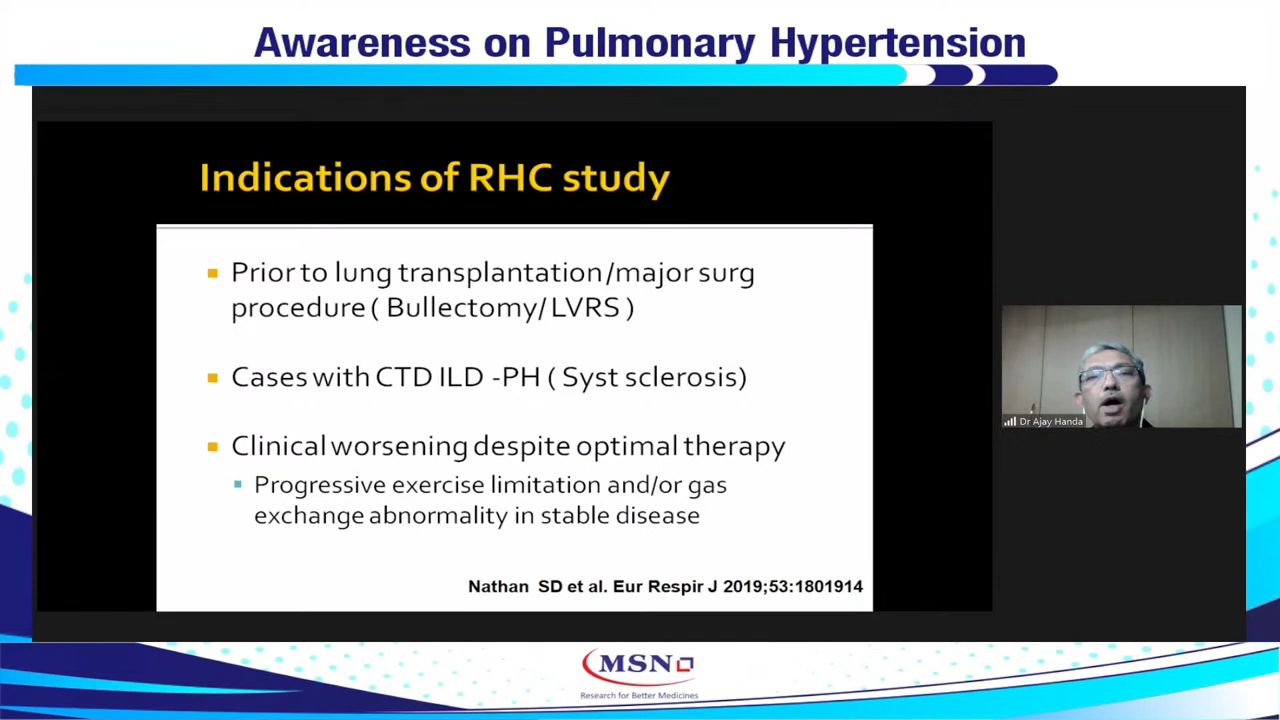 Awareness on Pulmonary Hypertension
Indications of RHC study
Prior to lung transplantation/major surg
procedure ( Bullectomy/ LVRS )
Cases with CTD ILD -PH ( Syst sclerosis)
Clinical worsening despite optimal therapy
Progressive exercise limitation and/or gas
exchange abnormality in stable disease
Nathan SD et al. Eur Respir J 2019;53:1801914
Dr Ajay Handa
MSN
Research for Better Medicines